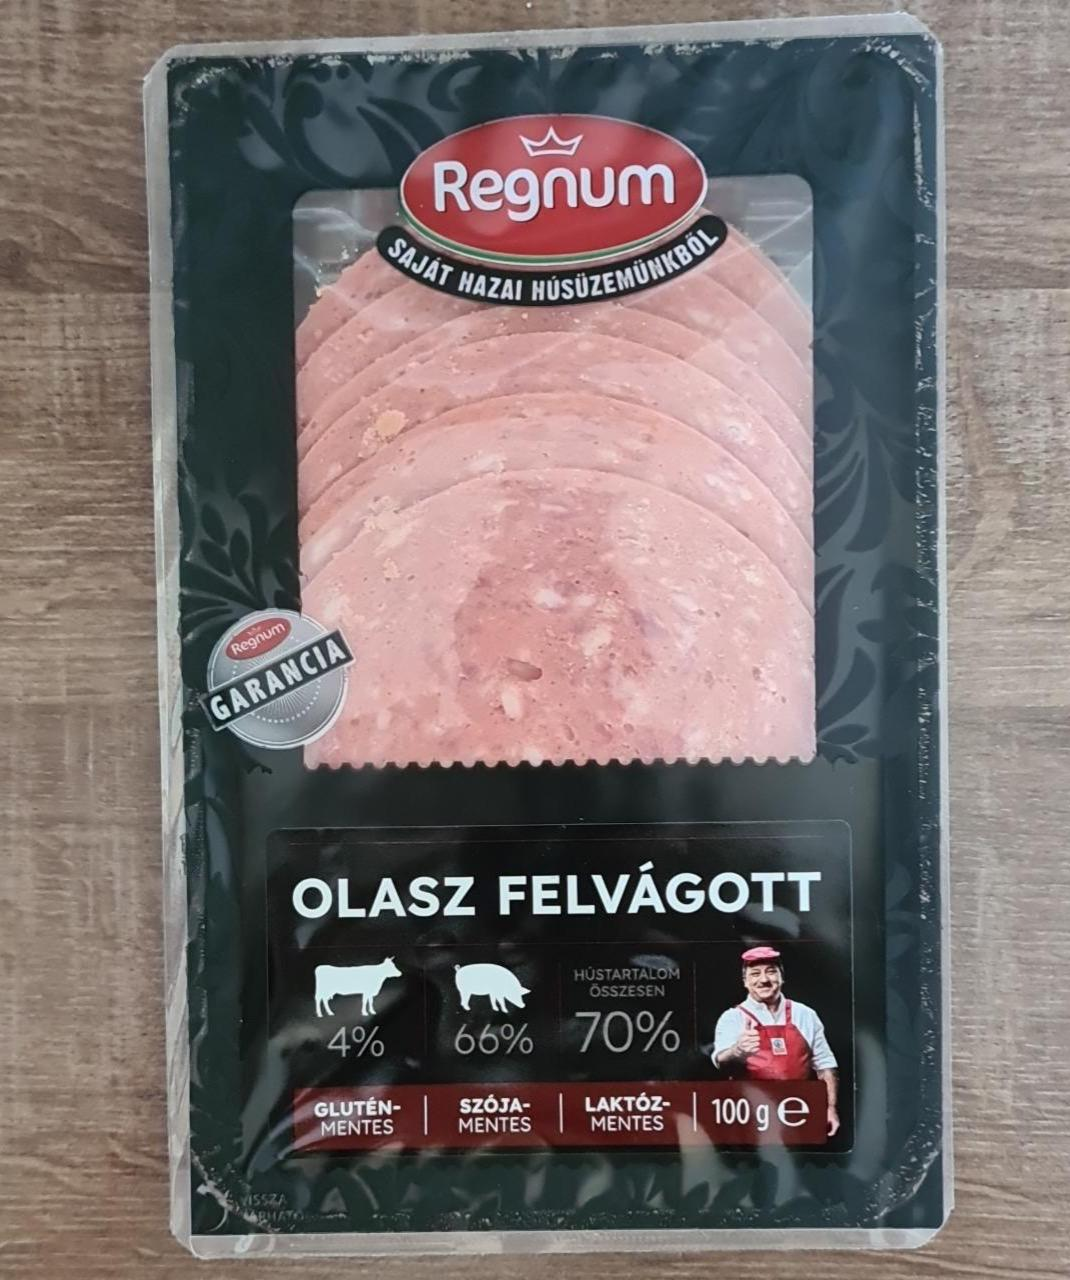 Regnum
SAJÁT HAZAI HÚSÜZEMÜNKBŐL
Regnum
GARANCIA
OLASZ FELVÁGOTT
4%
66%
HÚSTARTALOM
ÖSSZESEN
70%
GLUTÉN-
MENTES
SZÓJA-
MENTES
LAKTÓZ-
MENTES
100 g e
VISSZA